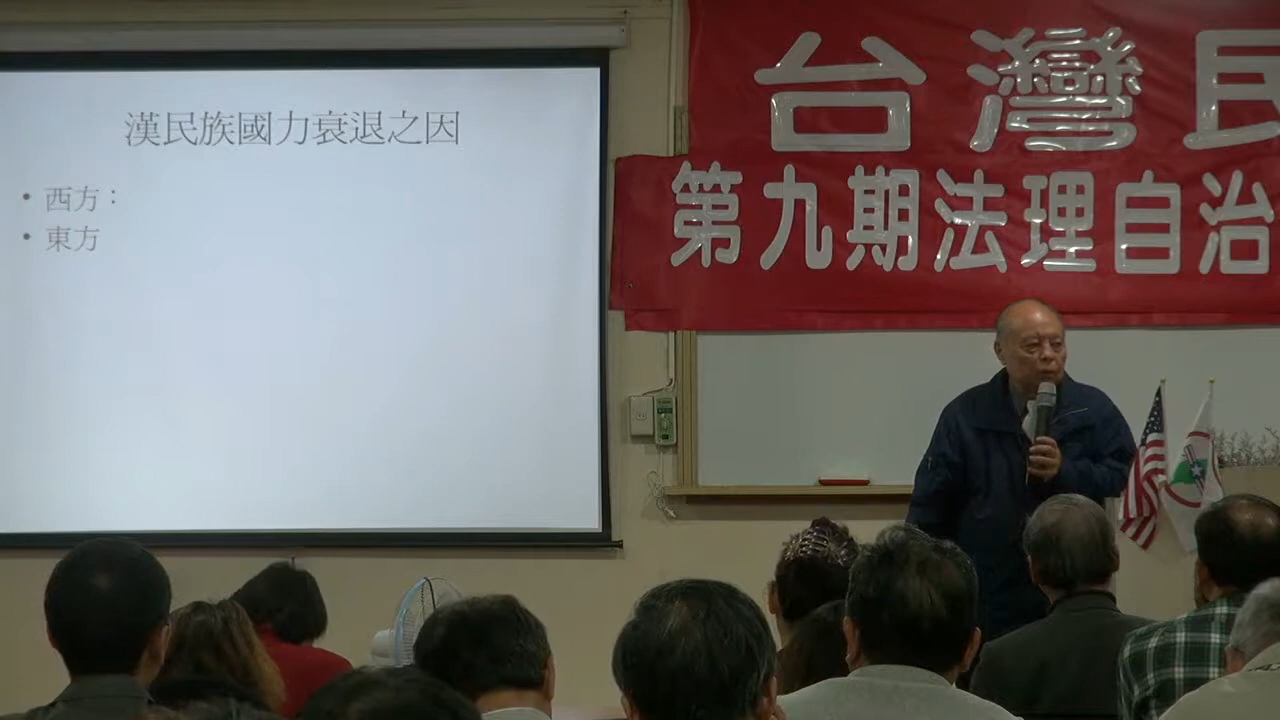 漢民族國力衰退之因
• 西方：
• 東方
台灣民
第九期法理自治